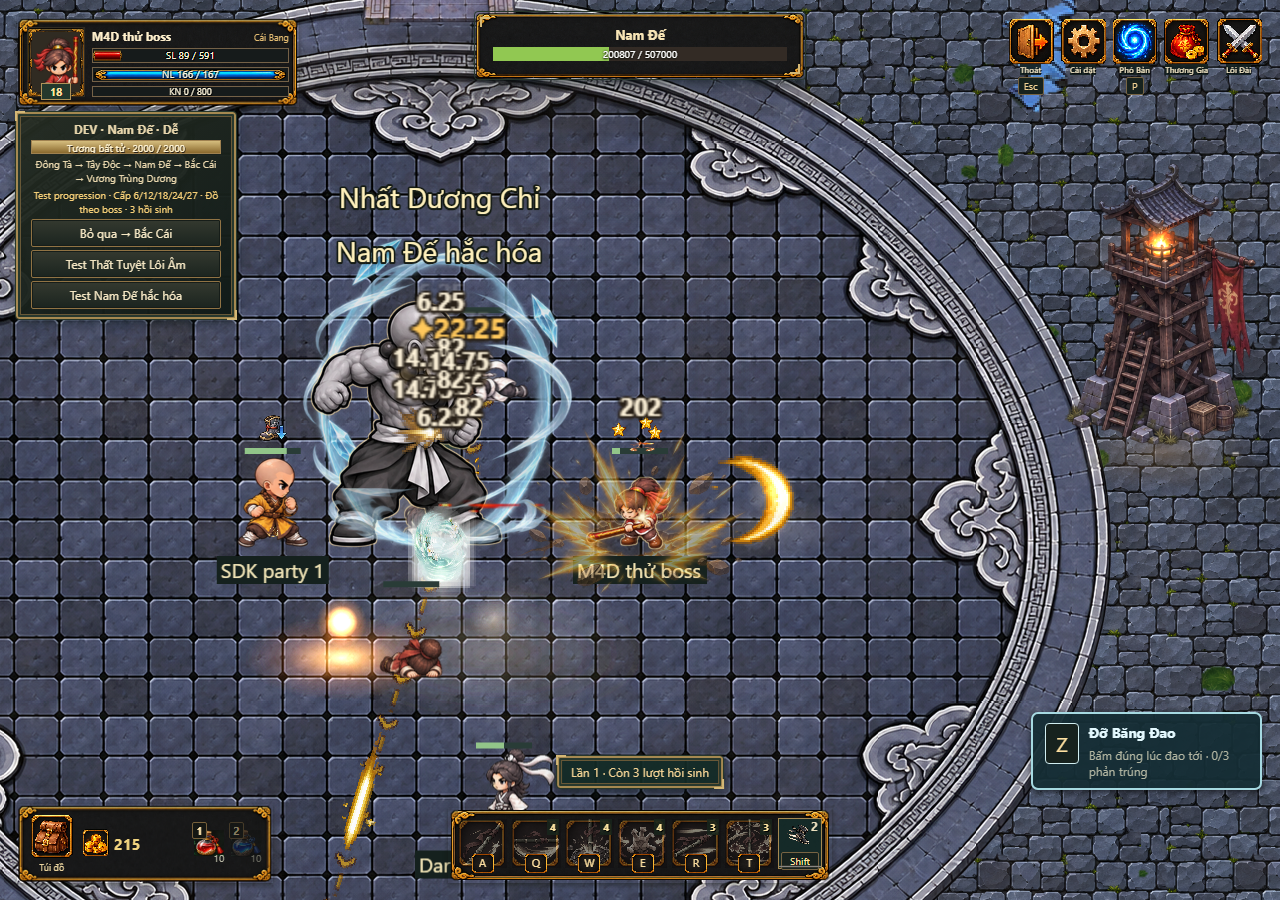 M4D thử boss
Cái Bang
SL 89 / 591
NL 166 / 167
KN 0 / 800
18
Nam Đế
200807 / 507000
Thoát
Cài đặt
Phó Bản
Thương Gia
Lôi Đài
Esc
P
DEV · Nam Đế · Dễ
Tượng bất tử · 2000 / 2000
Đông Tà → Tây Độc → Nam Đế → Bắc Cái
→ Vương Trùng Dương
Test progression · Cấp 6/12/18/24/27 · Đồ
theo boss · 3 hồi sinh
Bỏ qua → Bắc Cái
Test Thất Tuyệt Lôi Âm
Test Nam Đế hắc hóa
Nhất Dương Chỉ
Nam Đế hắc hóa
6.25
22.25
82
14.75
82
82
202
SDK party 1
M4D thử boss
Z
Đỡ Băng Đao
Bấm đúng lúc đao tới · 0/3
phản trúng
Lần 1 · Còn 3 lượt hồi sinh
Túi đồ
215
1
10
2
10
Dar
A
4
Q
4
W
4
E
3
R
3
T
2
Shift